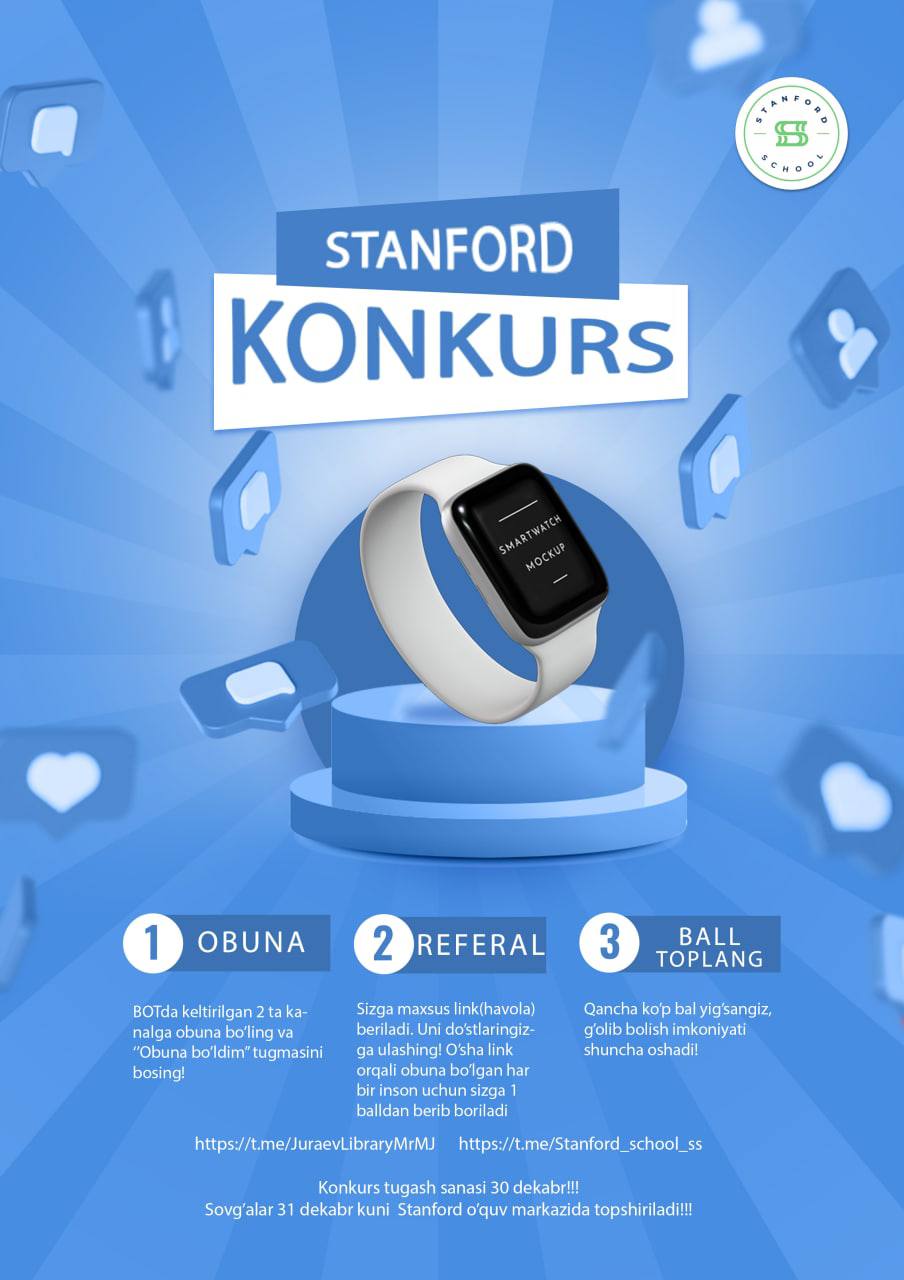 STANFORD
SCHOOL
STANFORD
KONKURS
SMARTWATCH
MOCKUP
1 OBUNA
BOTda keltirilgan 2 ta ka-
nalga obuna bo‘ling va
‘’Obuna bo‘ldim” tugmasini
bosing!
2 REFERAL
Sizga maxsus link(havola)
beriladi. Uni do‘stlaringiz-
ga ulashing! O‘sha link
orqali obuna bo‘lgan har
bir inson uchun sizga 1
balldan berib boriladi
3 BALL
TOPLANG
Qancha ko‘p bal yig‘sangiz,
g‘olib bolish imkoniyati
shuncha oshadi!
https://t.me/JuraevLibraryMrMJ https://t.me/Stanford_school_ss
Konkurs tugash sanasi 30 dekabr!!!
Sovg‘alar 31 dekabr kuni Stanford o‘quv markazida topshiriladi!!!